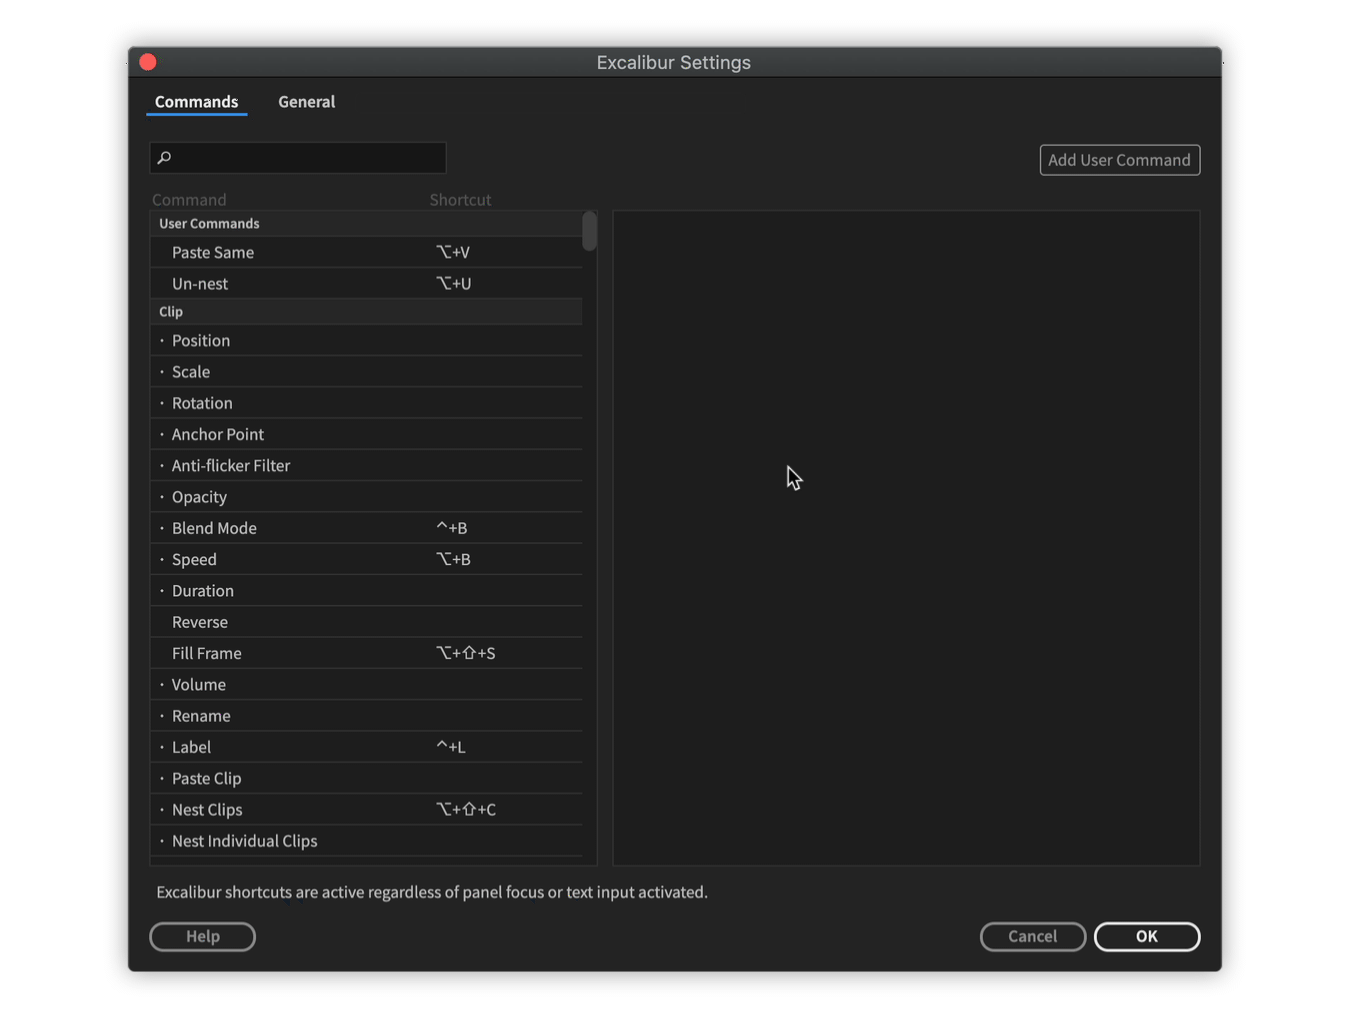 Excalibur Settings
Commands General
Add User Command
Command Shortcut
User Commands
Paste Same ⌥+V
Un-nest ⌥+U
Clip
· Position
· Scale
· Rotation
· Anchor Point
· Anti-flicker Filter
· Opacity
· Blend Mode ^+B
· Speed ⌥+B
· Duration
Reverse
Fill Frame ⌥+⇧+S
· Volume
· Rename
· Label ^+L
· Paste Clip
· Nest Clips ⌥+⇧+C
· Nest Individual Clips
Excalibur shortcuts are active regardless of panel focus or text input activated.
Help Cancel OK